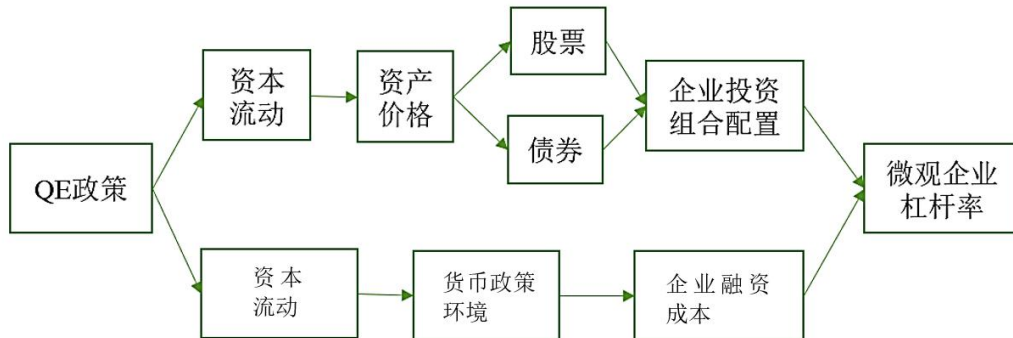 QE政策
资本
流动
资产
价格
股票
债券
企业投资
组合配置
资本
流动
货币政策
环境
企业融资
成本
微观企业
杠杆率